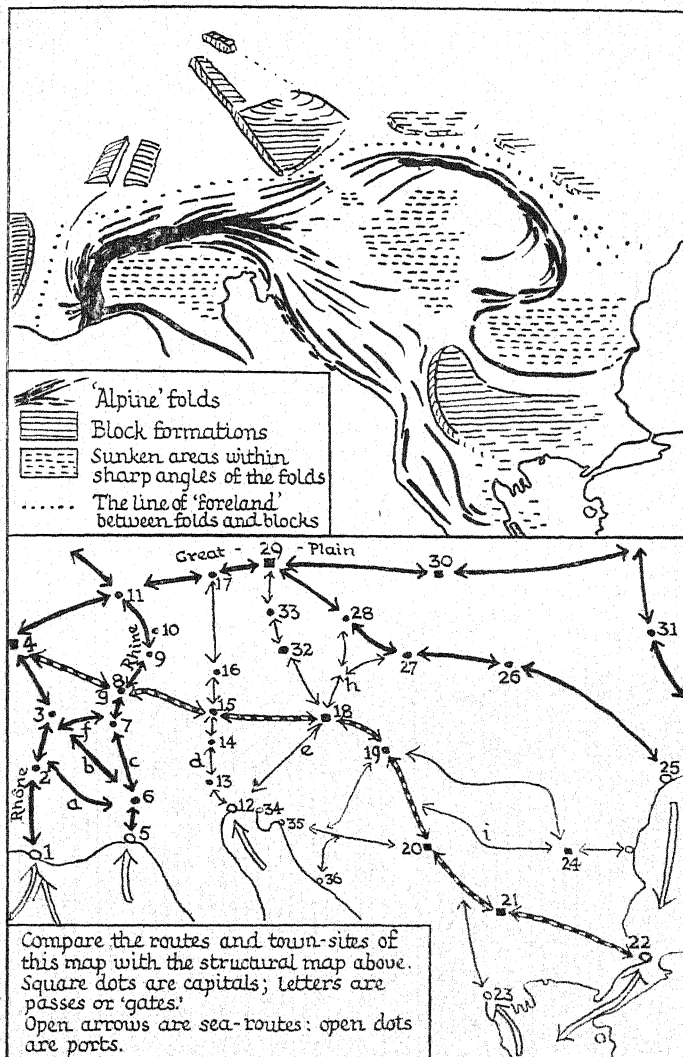 'Alpine' folds
Block formations
Sunken areas within
sharp angles of the folds
The line of 'foreland'
between folds and blocks
Great - 29 - Plain
30
17
11
31
33
28
4
10
Rhine
9
32
27
26
16
h
8
g
15
18
3
f
7
14
e
19
b
c
d
25
2
13
6
a
12
34
35
Rhône
i
5
20
24
1
36
21
22
23
Compare the routes and town-sites of
this map with the structural map above.
Square dots are capitals; letters are
passes or 'gates.'
Open arrows are sea-routes: open dots
are ports.